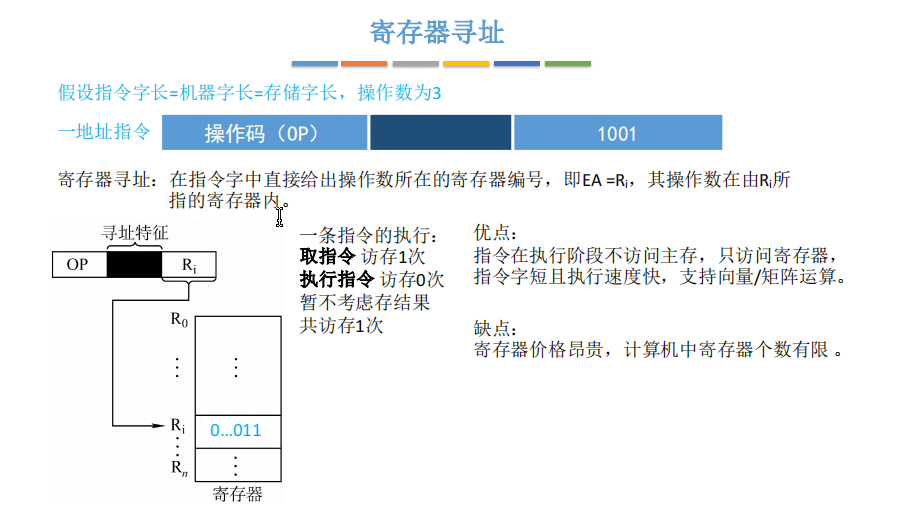 寄存器寻址
假设指令字长=机器字长=存储字长，操作数为3
一地址指令
操作码（OP）
1001
寄存器寻址：在指令字中直接给出操作数所在的寄存器编号，即EA =Ri，其操作数在由Ri所
指的寄存器内。
寻址特征
OP
Ri
R0
⋮
⋮
Ri
0…011
⋮
Rn
⋮
寄存器
一条指令的执行：
取指令 访存1次
执行指令 访存0次
暂不考虑存结果
共访存1次
优点：
指令在执行阶段不访问主存，只访问寄存器，
指令字短且执行速度快，支持向量/矩阵运算。
缺点：
寄存器价格昂贵，计算机中寄存器个数有限 。